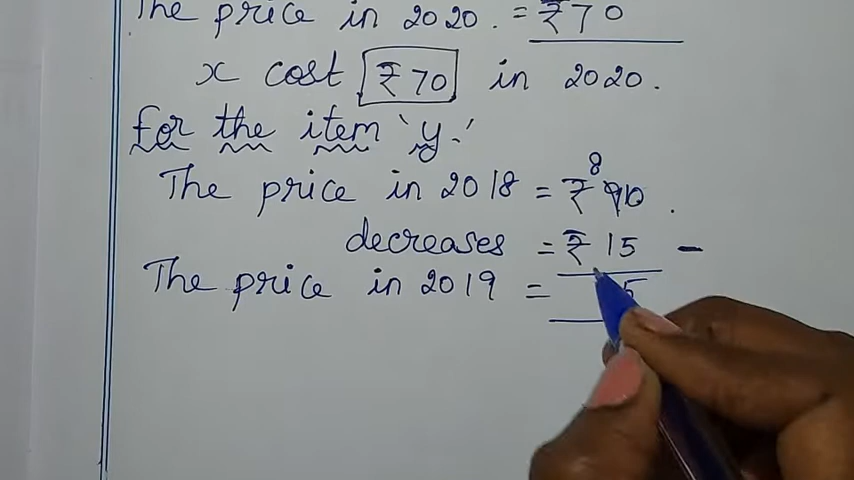 The price in 2020. = ₹70
x cost ₹70 in 2020.
for the item 'y.'
8
The price in 2018 = ₹90.
decreases = ₹15 -
The price in 2019 = 5